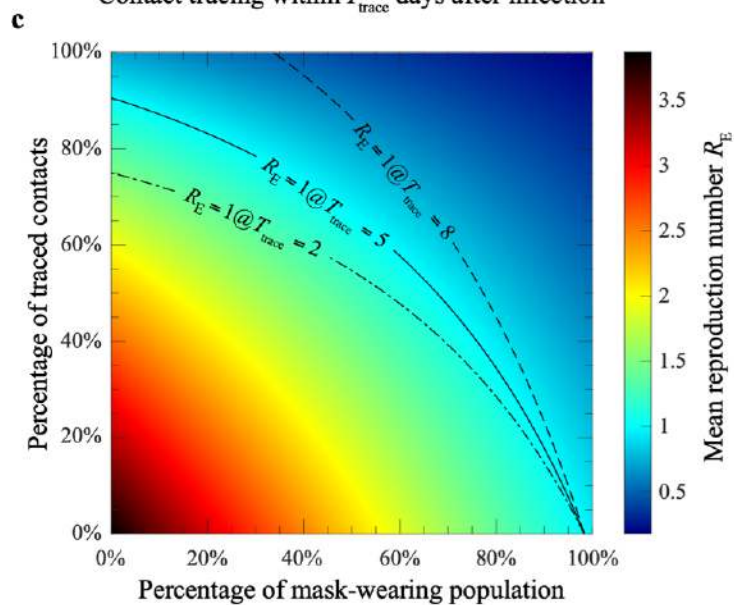 Contact tracing within T_trace days after infection
c
100%
80%
60%
40%
20%
0%
0% 20% 40% 60% 80% 100%
Percentage of traced contacts
Percentage of mask-wearing population
R_E = 1@T_trace = 8
R_E = 1@T_trace = 5
R_E = 1@T_trace = 2
3.5
3
2.5
2
1.5
1
0.5
Mean reproduction number R_E